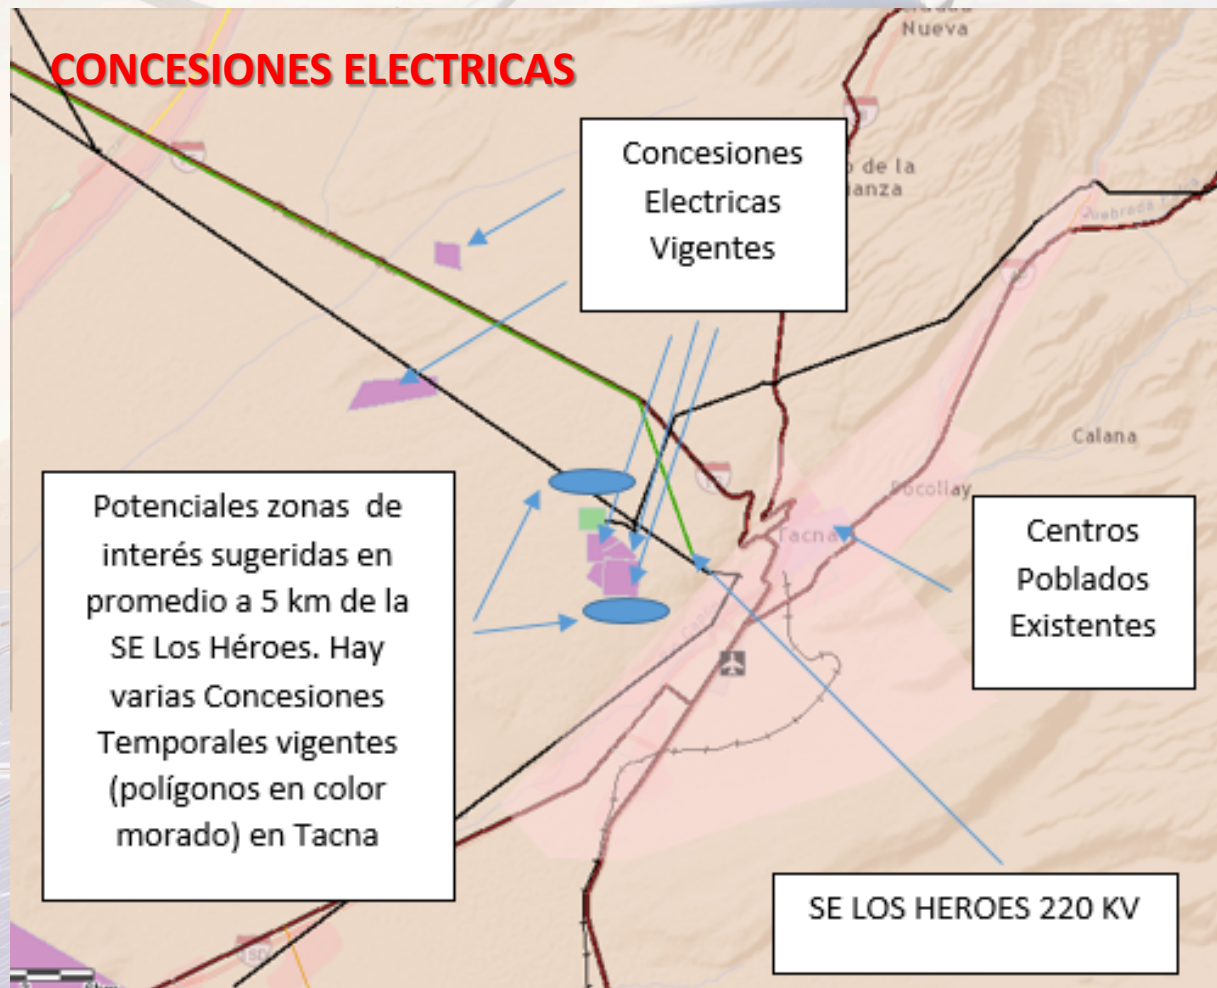 CONCESIONES ELECTRICAS
Nueva
Concesiones
Electricas
Vigentes
o de la
ianza
Quebrada
Calana
Pocollay
Tacna
Potenciales zonas de
interés sugeridas en
promedio a 5 km de la
SE Los Héroes. Hay
varias Concesiones
Temporales vigentes
(polígonos en color
morado) en Tacna
Centros
Poblados
Existentes
SE LOS HEROES 220 KV